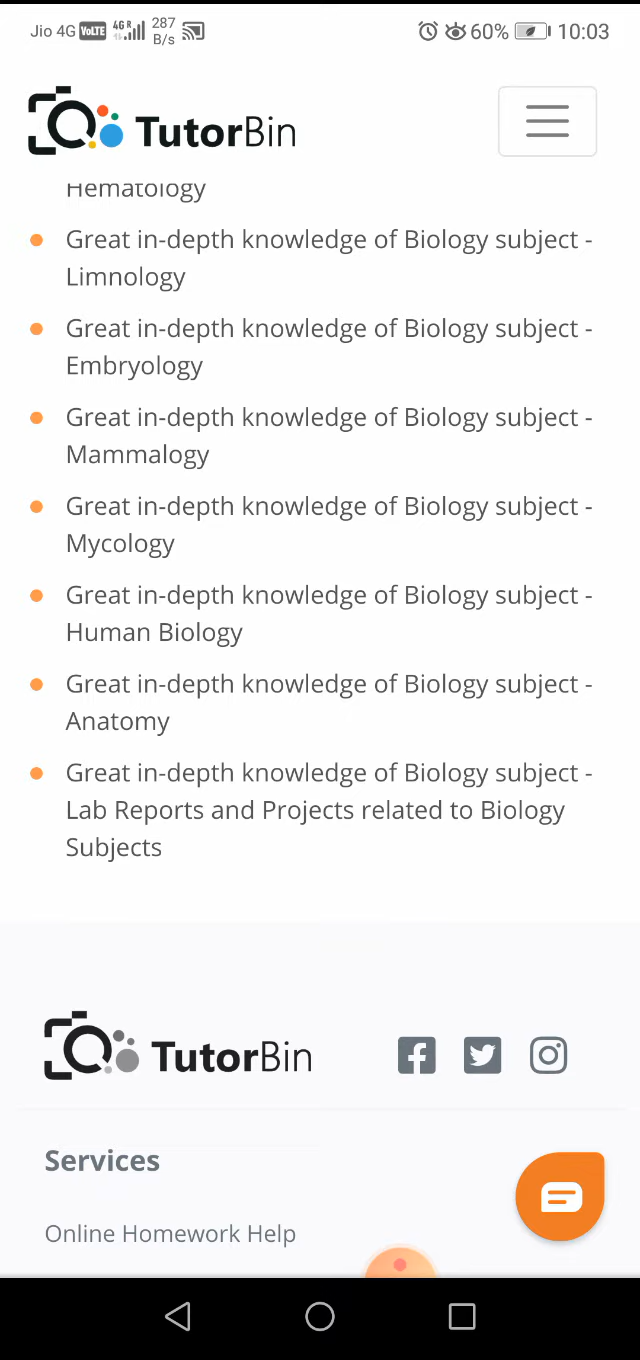 Jio 4G VoLTE 4G R 287 B/s 60% 10:03
TutorBin
Hematology
Great in-depth knowledge of Biology subject -
Limnology
Great in-depth knowledge of Biology subject -
Embryology
Great in-depth knowledge of Biology subject -
Mammalogy
Great in-depth knowledge of Biology subject -
Mycology
Great in-depth knowledge of Biology subject -
Human Biology
Great in-depth knowledge of Biology subject -
Anatomy
Great in-depth knowledge of Biology subject -
Lab Reports and Projects related to Biology
Subjects
TutorBin
Services
Online Homework Help